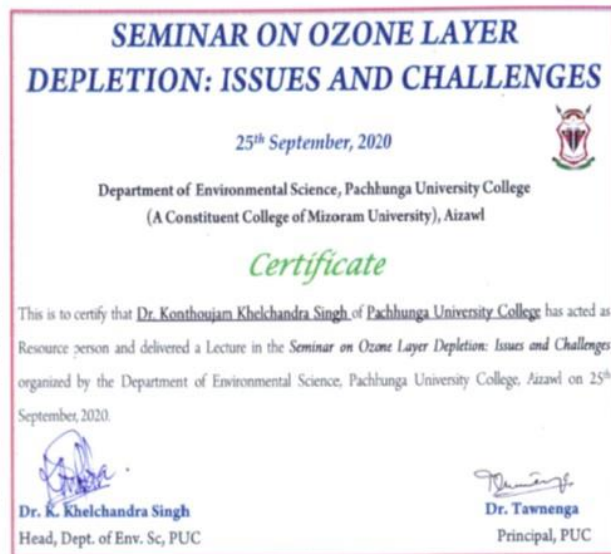 SEMINAR ON OZONE LAYER
DEPLETION: ISSUES AND CHALLENGES
25th September, 2020
Department of Environmental Science, Pachhunga University College
(A Constituent College of Mizoram University), Aizawl
Certificate
This is to certify that Dr. Konthoujam Khelchandra Singh of Pachhunga University College has acted as
Resource person and delivered a Lecture in the Seminar on Ozone Layer Depletion: Issues and Challenges
organized by the Department of Environmental Science, Pachhunga University College, Aizawl on 25th
September, 2020.
Dr. K. Khelchandra Singh
Head, Dept. of Env. Sc, PUC
Dr. Tawnenga
Principal, PUC